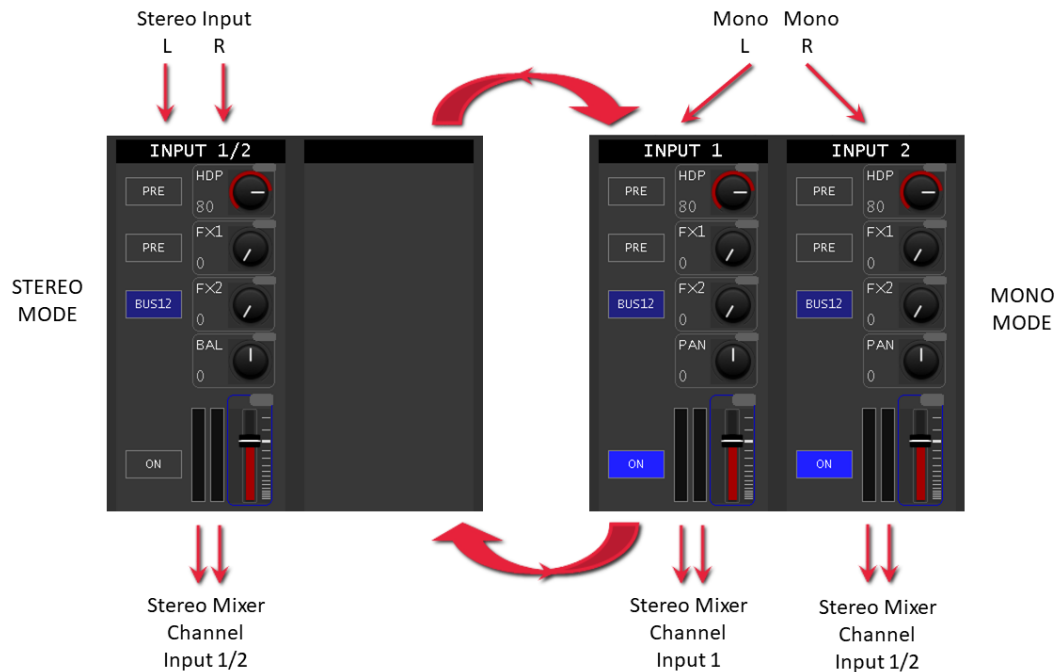 Stereo Input
L R
Mono Mono
L R
STEREO
MODE
INPUT 1/2
PRE
HDP
80
PRE
FX1
0
BUS12
FX2
0
BAL
0
ON
INPUT 1
PRE
HDP
80
PRE
FX1
0
BUS12
FX2
0
PAN
0
ON
INPUT 2
PRE
HDP
80
PRE
FX1
0
BUS12
FX2
0
PAN
0
ON
MONO
MODE
Stereo Mixer
Channel
Input 1/2
Stereo Mixer
Channel
Input 1
Stereo Mixer
Channel
Input 1/2